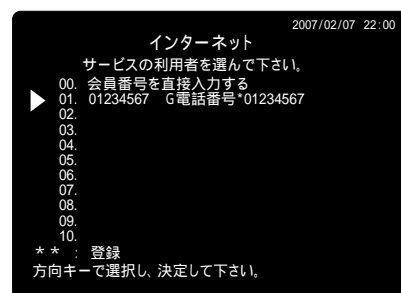 2007/02/07 22:00
インターネット
サービスの利用者を選んで下さい。
00. 会員番号を直接入力する
01. 01234567 G電話番号*01234567
02.
03.
04.
05.
06.
07.
08.
09.
10.
＊＊ : 登録
方向キーで選択し、決定して下さい。